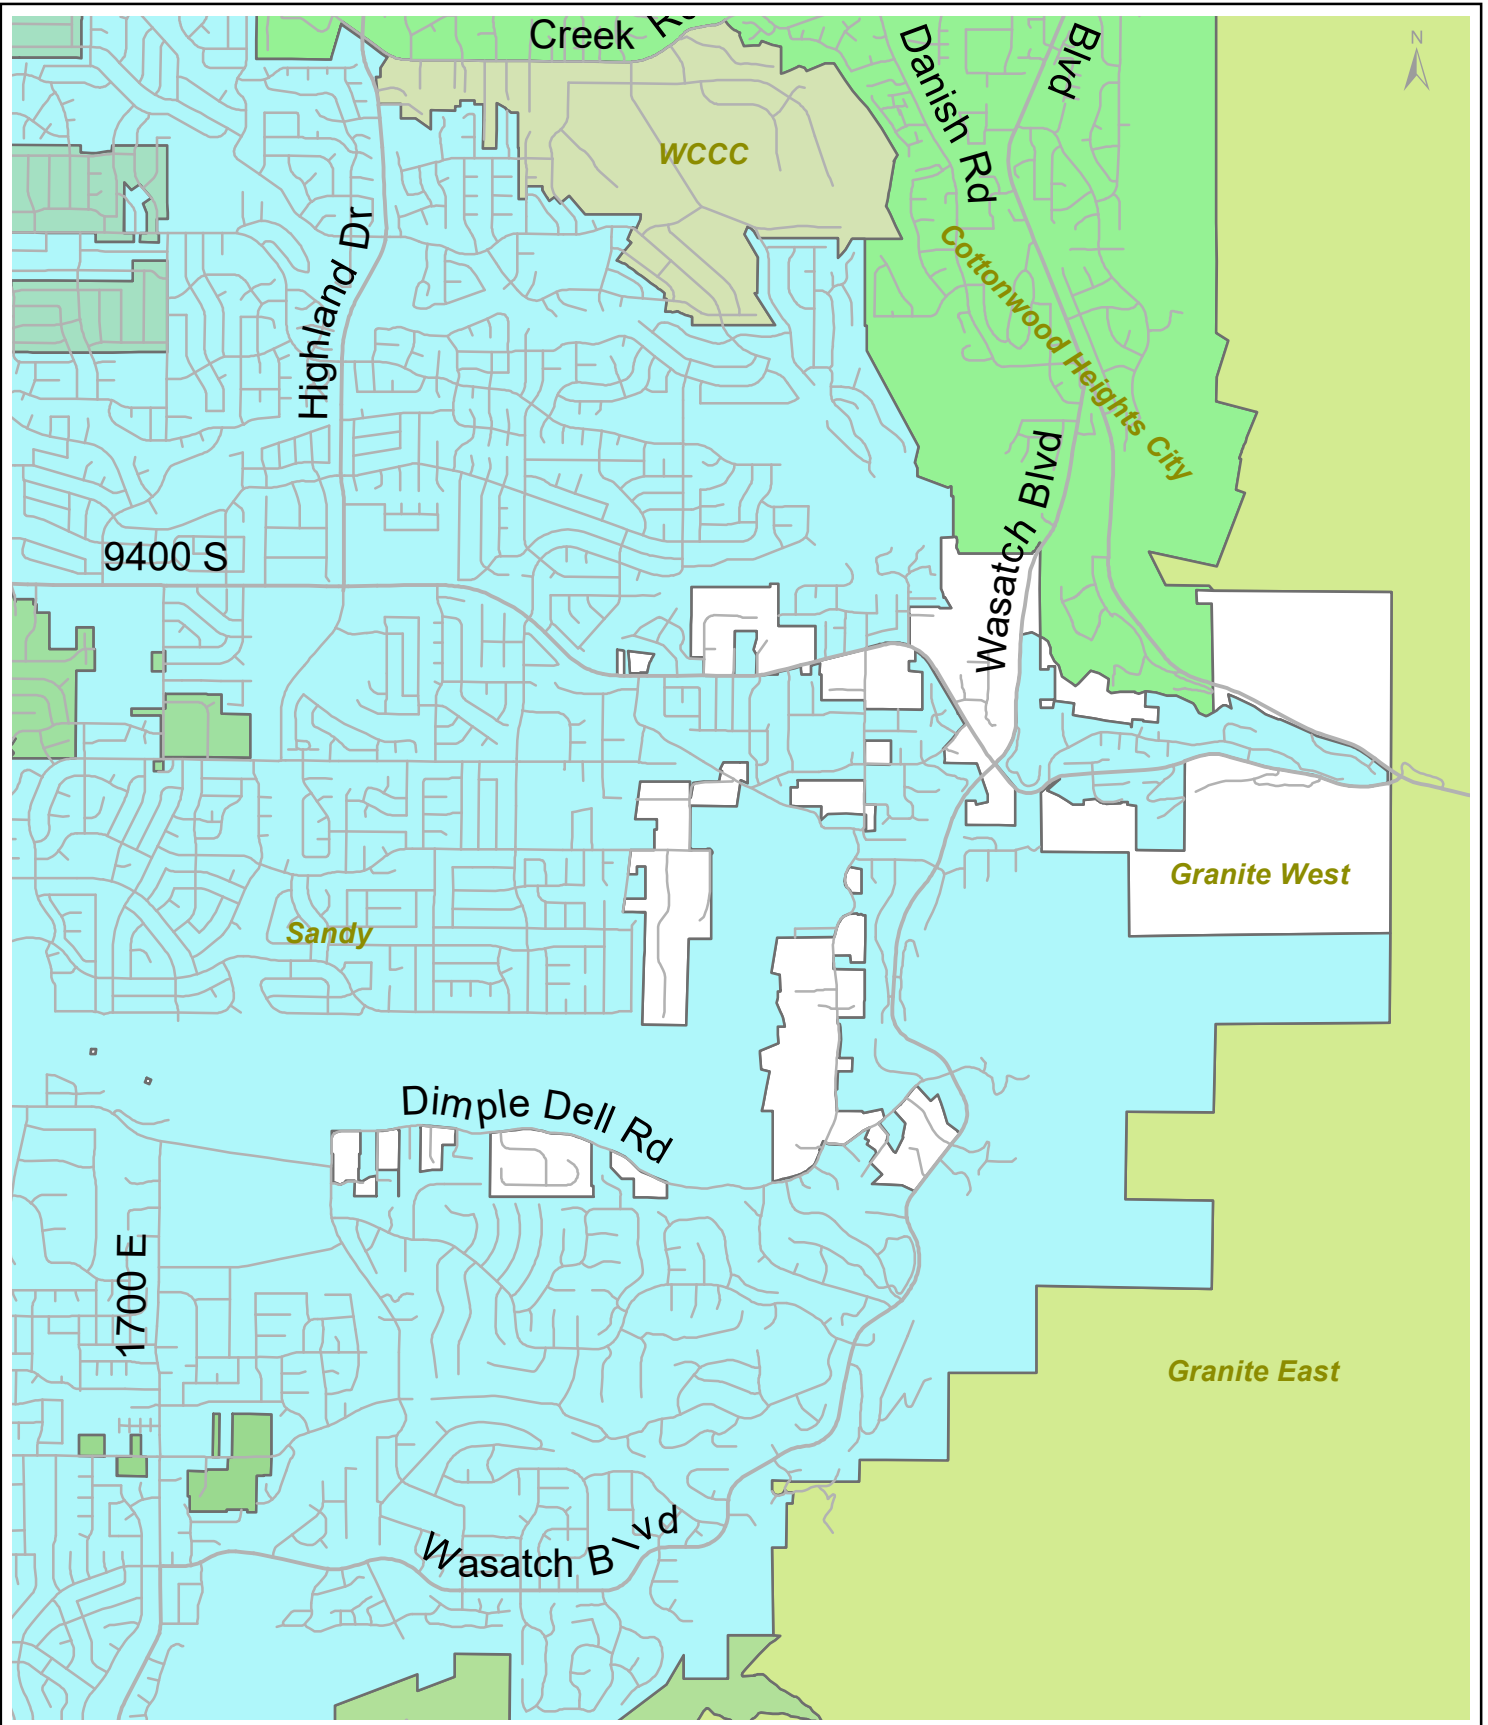 Creek
Blvd
N
Danish Rd
WCCC
Highland Dr
Cottonwood Heights City
Wasatch Blvd
9400 S
Granite West
Sandy
Dimple Dell Rd
1700 E
Granite East
Wasatch Blvd